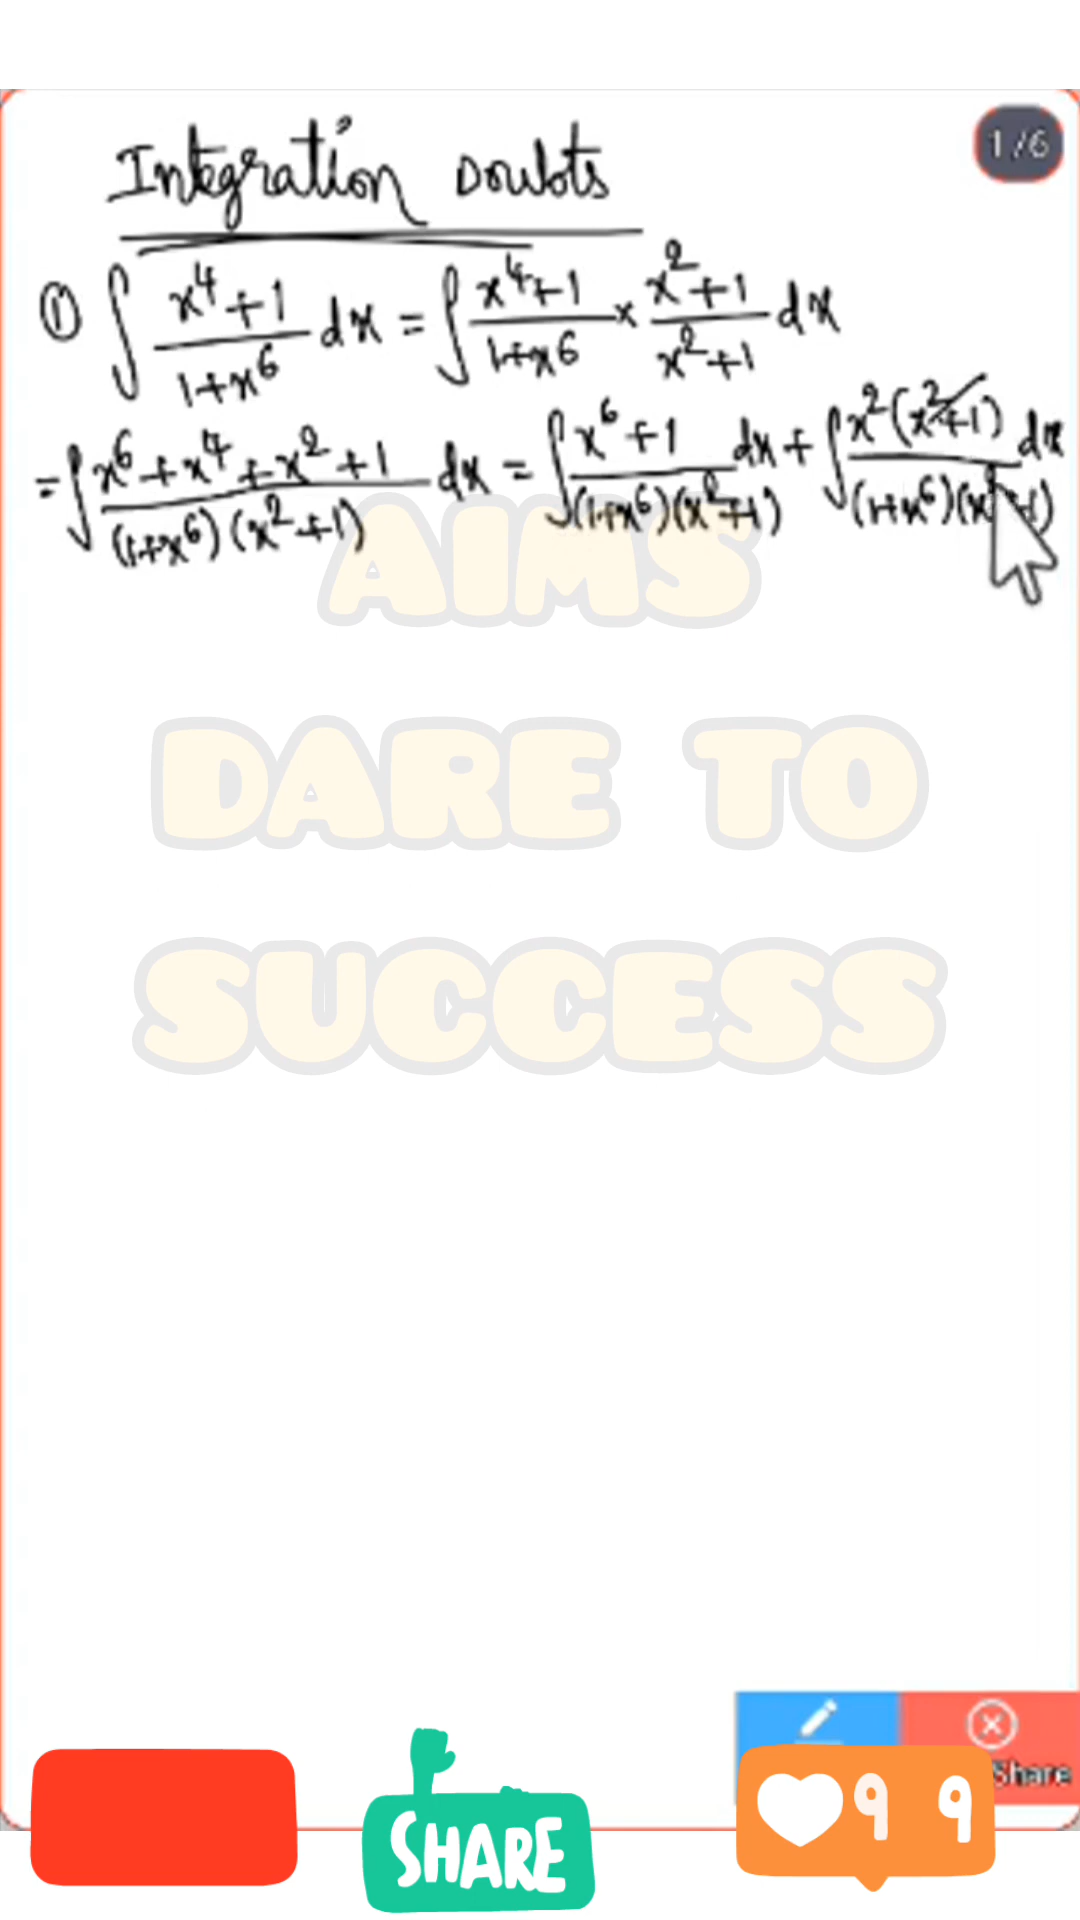 1/6
Integration Doubts
① ∫ x⁴+1 / 1+x⁶ dx = ∫ x⁴+1 / 1+x⁶ × x²+1 / x²+1 dx
= ∫ x⁶+x⁴+x²+1 / (1+x⁶)(x²+1) dx = ∫ x⁶+1 / (1+x⁶)(x²+1) dx + ∫ x²(x²+1) / (1+x⁶)(x²+1) dx
AIMS
DARE TO
SUCCESS
Share
SHARE
9 9